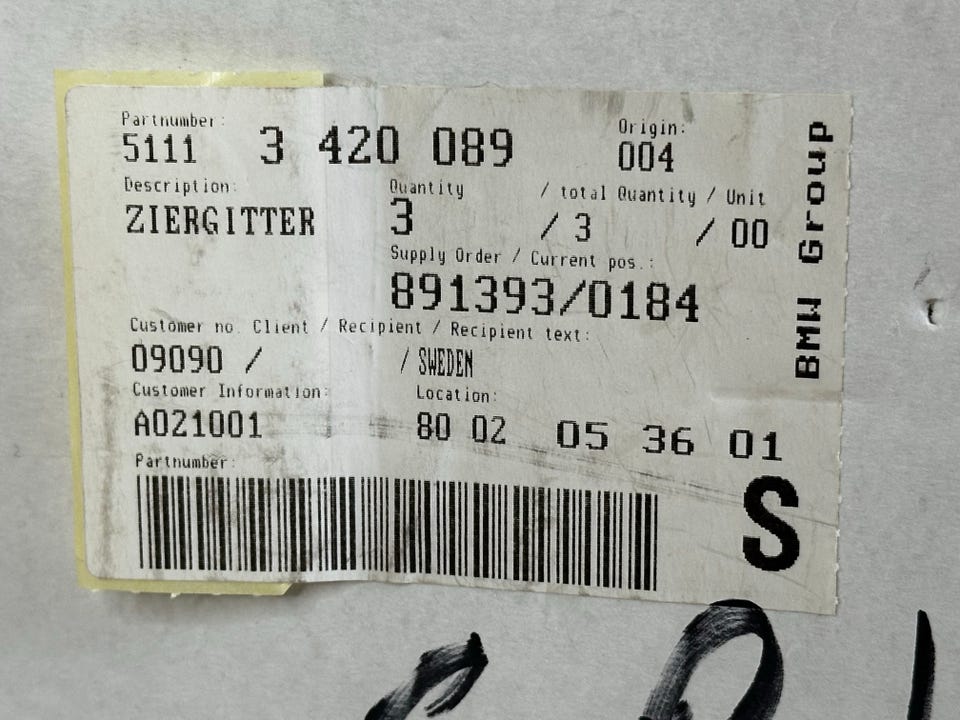 Partnumber: Origin:
5111 3 420 089 004
Description: Quantity / total Quantity / Unit
ZIERGITTER 3 / 3 / 00
Supply Order / Current pos.:
891393/0184
Customer no. Client / Recipient / Recipient text:
09090 / / SWEDEN
Customer Information: Location:
A021001 80 02 05 36 01
Partnumber:
S
BMW Group